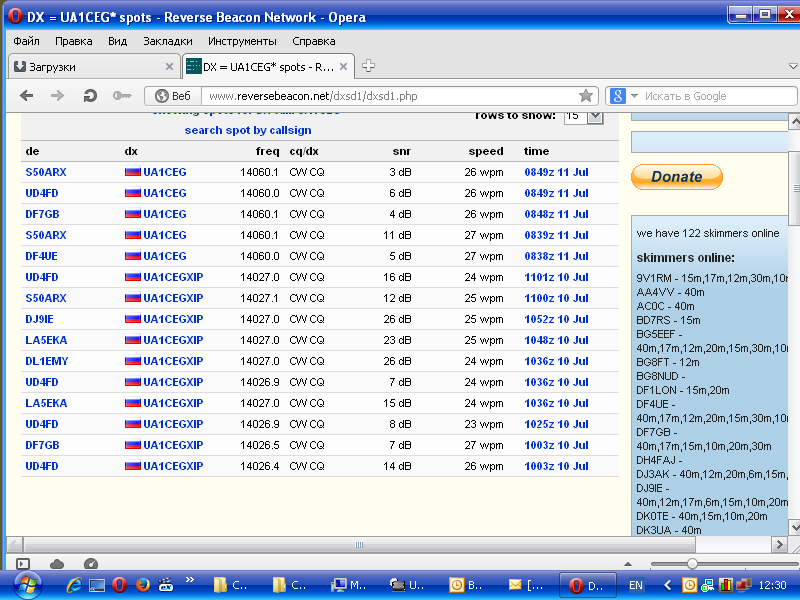 DX = UA1CEG* spots - Reverse Beacon Network - Opera
Файл Правка Вид Закладки Инструменты Справка
Загрузки DX = UA1CEG* spots - R...
Веб www.reversebeacon.net/dxsd1/dxsd1.php Искать в Google
rows to show: 15
search spot by callsign
de dx freq cq/dx snr speed time
S50ARX UA1CEG 14060.1 CW CQ 3 dB 26 wpm 0849z 11 Jul
UD4FD UA1CEG 14060.0 CW CQ 6 dB 26 wpm 0849z 11 Jul
DF7GB UA1CEG 14060.1 CW CQ 4 dB 26 wpm 0848z 11 Jul
S50ARX UA1CEG 14060.1 CW CQ 11 dB 27 wpm 0839z 11 Jul
DF4UE UA1CEG 14060.0 CW CQ 5 dB 27 wpm 0838z 11 Jul
UD4FD UA1CEGXIP 14027.0 CW CQ 16 dB 24 wpm 1101z 10 Jul
S50ARX UA1CEGXIP 14027.1 CW CQ 12 dB 24 wpm 1100z 10 Jul
DJ9IE UA1CEGXIP 14027.0 CW CQ 26 dB 25 wpm 1052z 10 Jul
LA5EKA UA1CEGXIP 14027.0 CW CQ 23 dB 25 wpm 1048z 10 Jul
DL1EMY UA1CEGXIP 14027.0 CW CQ 26 dB 24 wpm 1036z 10 Jul
UD4FD UA1CEGXIP 14026.9 CW CQ 7 dB 24 wpm 1036z 10 Jul
LA5EKA UA1CEGXIP 14027.0 CW CQ 15 dB 24 wpm 1036z 10 Jul
UD4FD UA1CEGXIP 14026.9 CW CQ 8 dB 23 wpm 1025z 10 Jul
DF7GB UA1CEGXIP 14026.5 CW CQ 7 dB 27 wpm 1003z 10 Jul
UD4FD UA1CEGXIP 14026.4 CW CQ 14 dB 26 wpm 1003z 10 Jul
Donate
we have 122 skimmers online
skimmers online:
9V1RM - 15m,17m,12m,30m,10m
AA4VV - 40m
AC0C - 40m
BD7RS - 15m
BG5EEF -
40m,17m,12m,20m,15m,30m,10m
BG8FT - 12m
BG8NUD -
DF1LON - 15m,20m
DF4UE -
40m,17m,12m,20m,15m,30m,10m
DF7GB -
40m,17m,15m,10m,20m,30m
DH4FAJ -
DJ3AK - 40m,12m,20m,6m,15m,
DJ9IE -
40m,12m,17m,6m,15m,10m,20m
DK0TE - 40m,15m,10m,20m
DK3UA - 40m
C.. C.. M.. U.. В.. [... D.. EN 12:30